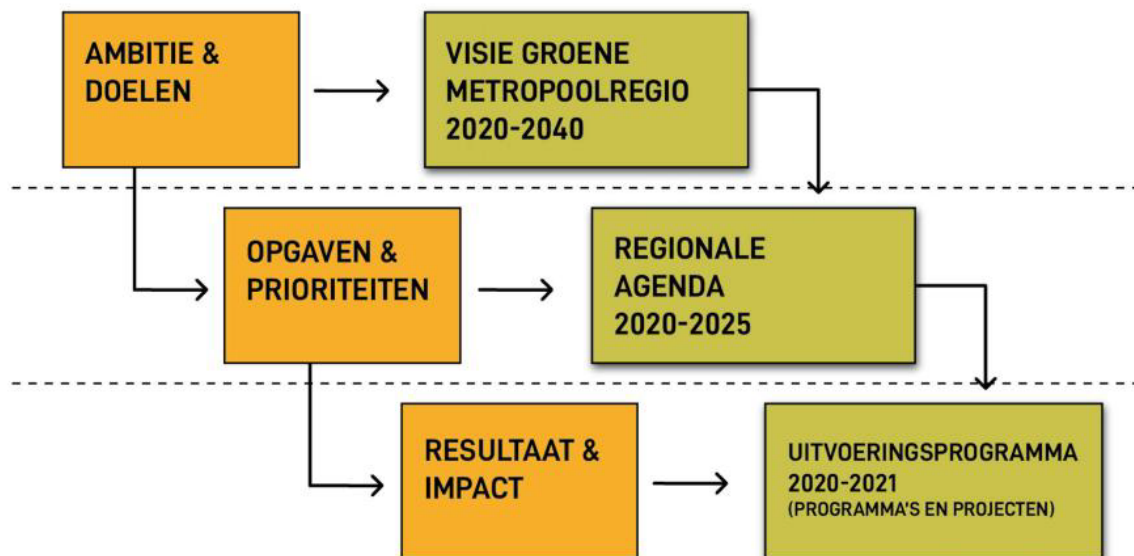 AMBITIE &
DOELEN
VISIE GROENE
METROPOOLREGIO
2020-2040
OPGAVEN &
PRIORITEITEN
REGIONALE
AGENDA
2020-2025
RESULTAAT &
IMPACT
UITVOERINGSPROGRAMMA
2020-2021
(PROGRAMMA'S EN PROJECTEN)